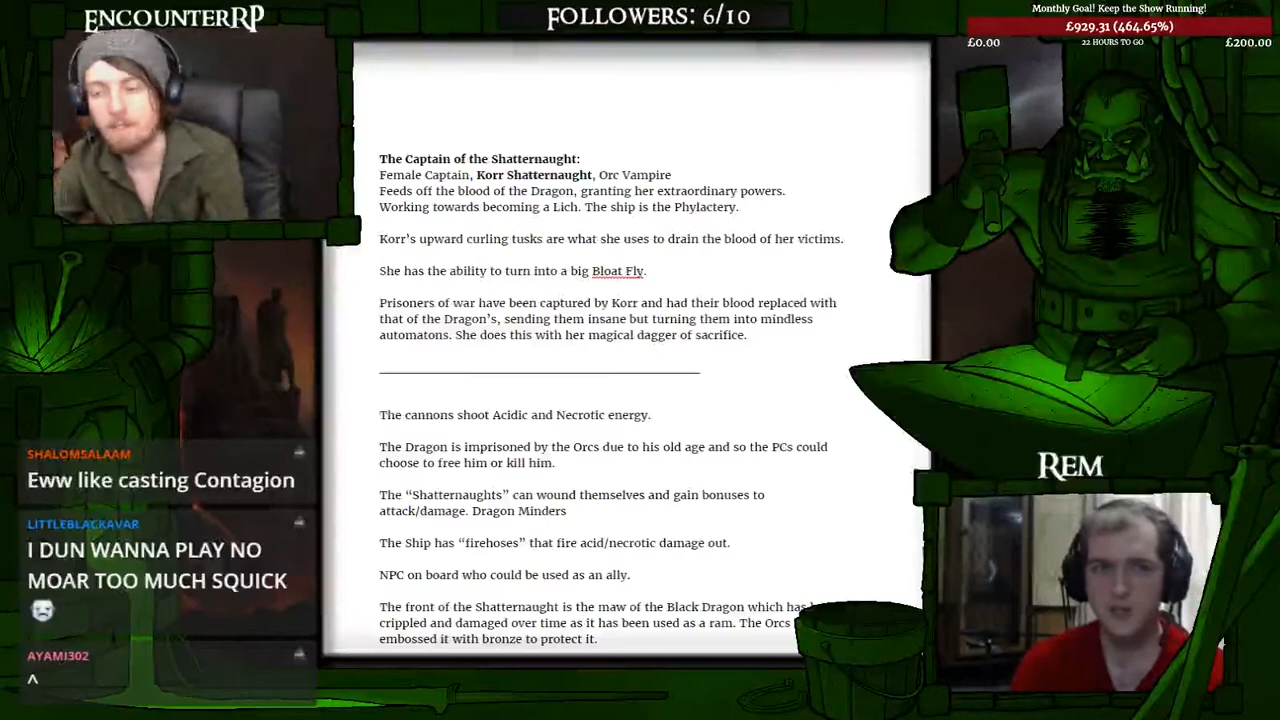 ENCOUNTERRP
FOLLOWERS: 6/10
Monthly Goal! Keep the Show Running!
£929.31 (464.65%)
£0.00
22 HOURS TO GO
£200.00
The Captain of the Shatternaught:
Female Captain, Korr Shatternaught, Orc Vampire
Feeds off the blood of the Dragon, granting her extraordinary powers.
Working towards becoming a Lich. The ship is the Phylactery.
Korr's upward curling tusks are what she uses to drain the blood of her victims.
She has the ability to turn into a big Bloat Fly.
Prisoners of war have been captured by Korr and had their blood replaced with
that of the Dragon's, sending them insane but turning them into mindless
automatons. She does this with her magical dagger of sacrifice.
The cannons shoot Acidic and Necrotic energy.
The Dragon is imprisoned by the Orcs due to his old age and so the PCs could
choose to free him or kill him.
The “Shatternaughts” can wound themselves and gain bonuses to
attack/damage. Dragon Minders
The Ship has “firehoses” that fire acid/necrotic damage out.
NPC on board who could be used as an ally.
The front of the Shatternaught is the maw of the Black Dragon which has
crippled and damaged over time as it has been used as a ram. The Orcs
embossed it with bronze to protect it.
SHALOMSALAAM
Eww like casting Contagion
LITTLEBLACKAVAR
I DUN WANNA PLAY NO
MOAR TOO MUCH SQUICK
AYAMI302
^
REM